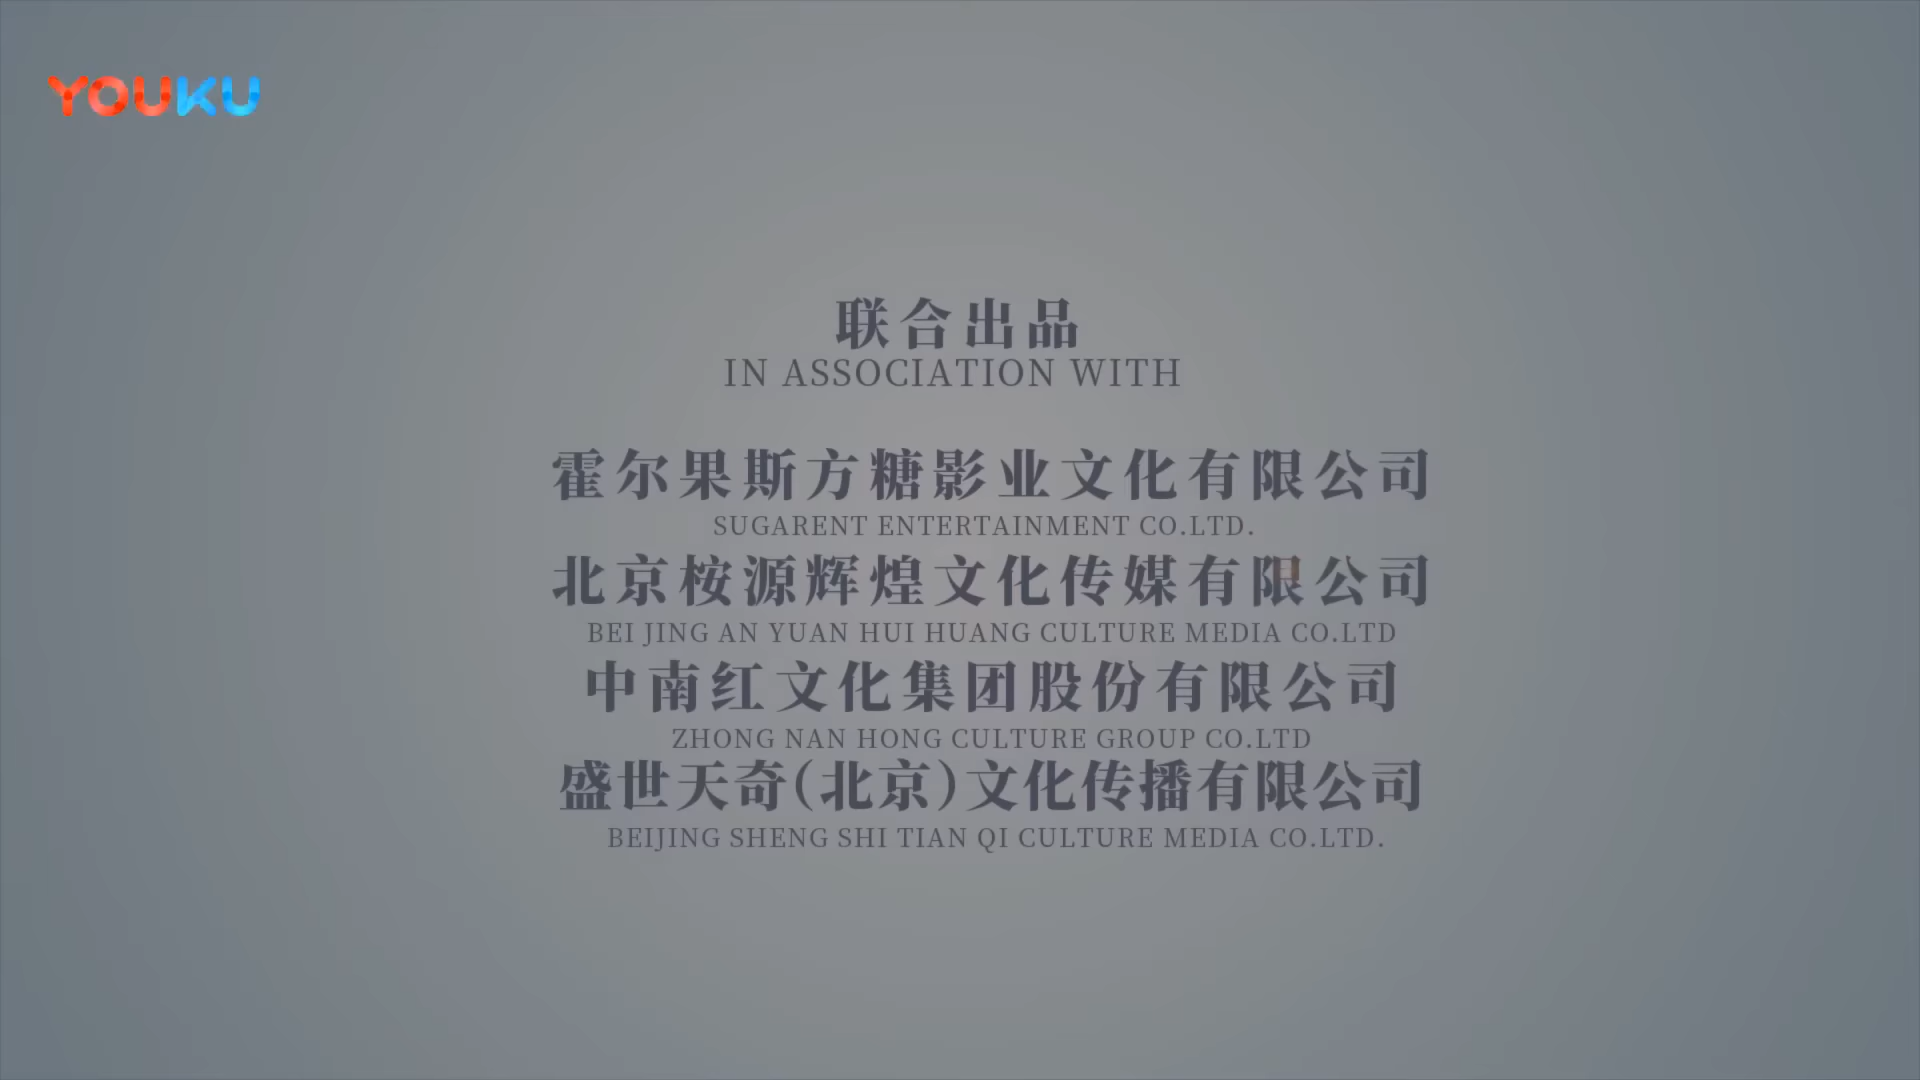 YOUKU
联合出品
IN ASSOCIATION WITH
霍尔果斯方糖影业文化有限公司
SUGARENT ENTERTAINMENT CO.LTD.
北京桉源辉煌文化传媒有限公司
BEI JING AN YUAN HUI HUANG CULTURE MEDIA CO.LTD
中南红文化集团股份有限公司
ZHONG NAN HONG CULTURE GROUP CO.LTD
盛世天奇(北京)文化传播有限公司
BEIJING SHENG SHI TIAN QI CULTURE MEDIA CO.LTD.